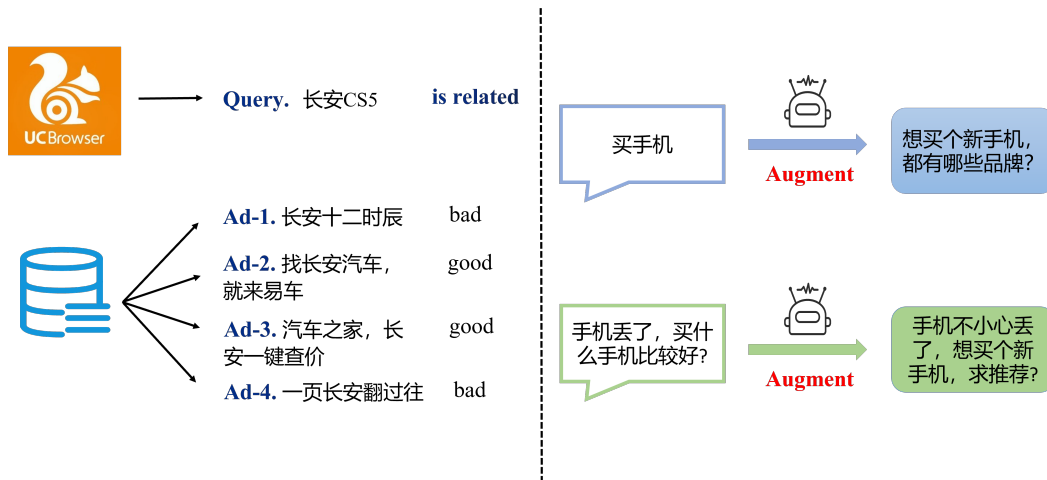 UC Browser
Query. 长安CS5
is related
Ad-1. 长安十二时辰
bad
Ad-2. 找长安汽车，
就来易车
good
Ad-3. 汽车之家，长
安一键查价
good
Ad-4. 一页长安翻过往
bad
买手机
Augment
想买个新手机，
都有哪些品牌？
手机丢了，买什
么手机比较好?
Augment
手机不小心丢
了，想买个新
手机，求推荐?